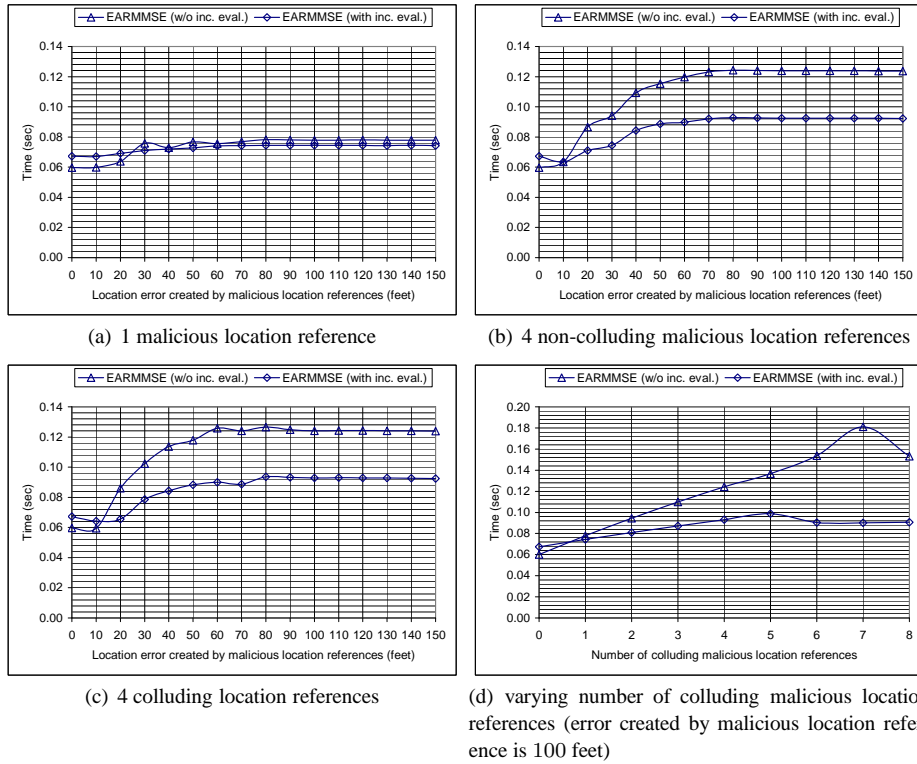 EARMMSE (w/o inc. eval.) EARMMSE (with inc. eval.)
0.14
0.12
0.10
0.08
0.06
0.04
0.02
0.00
Time (sec)
0 10 20 30 40 50 60 70 80 90 100 110 120 130 140 150
Location error created by malicious location references (feet)
(a) 1 malicious location reference
EARMMSE (w/o inc. eval.) EARMMSE (with inc. eval.)
0.14
0.12
0.10
0.08
0.06
0.04
0.02
0.00
Time (sec)
0 10 20 30 40 50 60 70 80 90 100 110 120 130 140 150
Location error created by malicious location references (feet)
(b) 4 non-colluding malicious location references
EARMMSE (w/o inc. eval.) EARMMSE (with inc. eval.)
0.14
0.12
0.10
0.08
0.06
0.04
0.02
0.00
Time (sec)
0 10 20 30 40 50 60 70 80 90 100 110 120 130 140 150
Location error created by malicious location references (feet)
(c) 4 colluding location references
EARMMSE (w/o inc. eval.) EARMMSE (with inc. eval.)
0.20
0.18
0.16
0.14
0.12
0.10
0.08
0.06
0.04
0.02
0.00
Time (sec)
0 1 2 3 4 5 6 7 8
Number of colluding malicious location references
(d) varying number of colluding malicious locatio
references (error created by malicious location refer
ence is 100 feet)